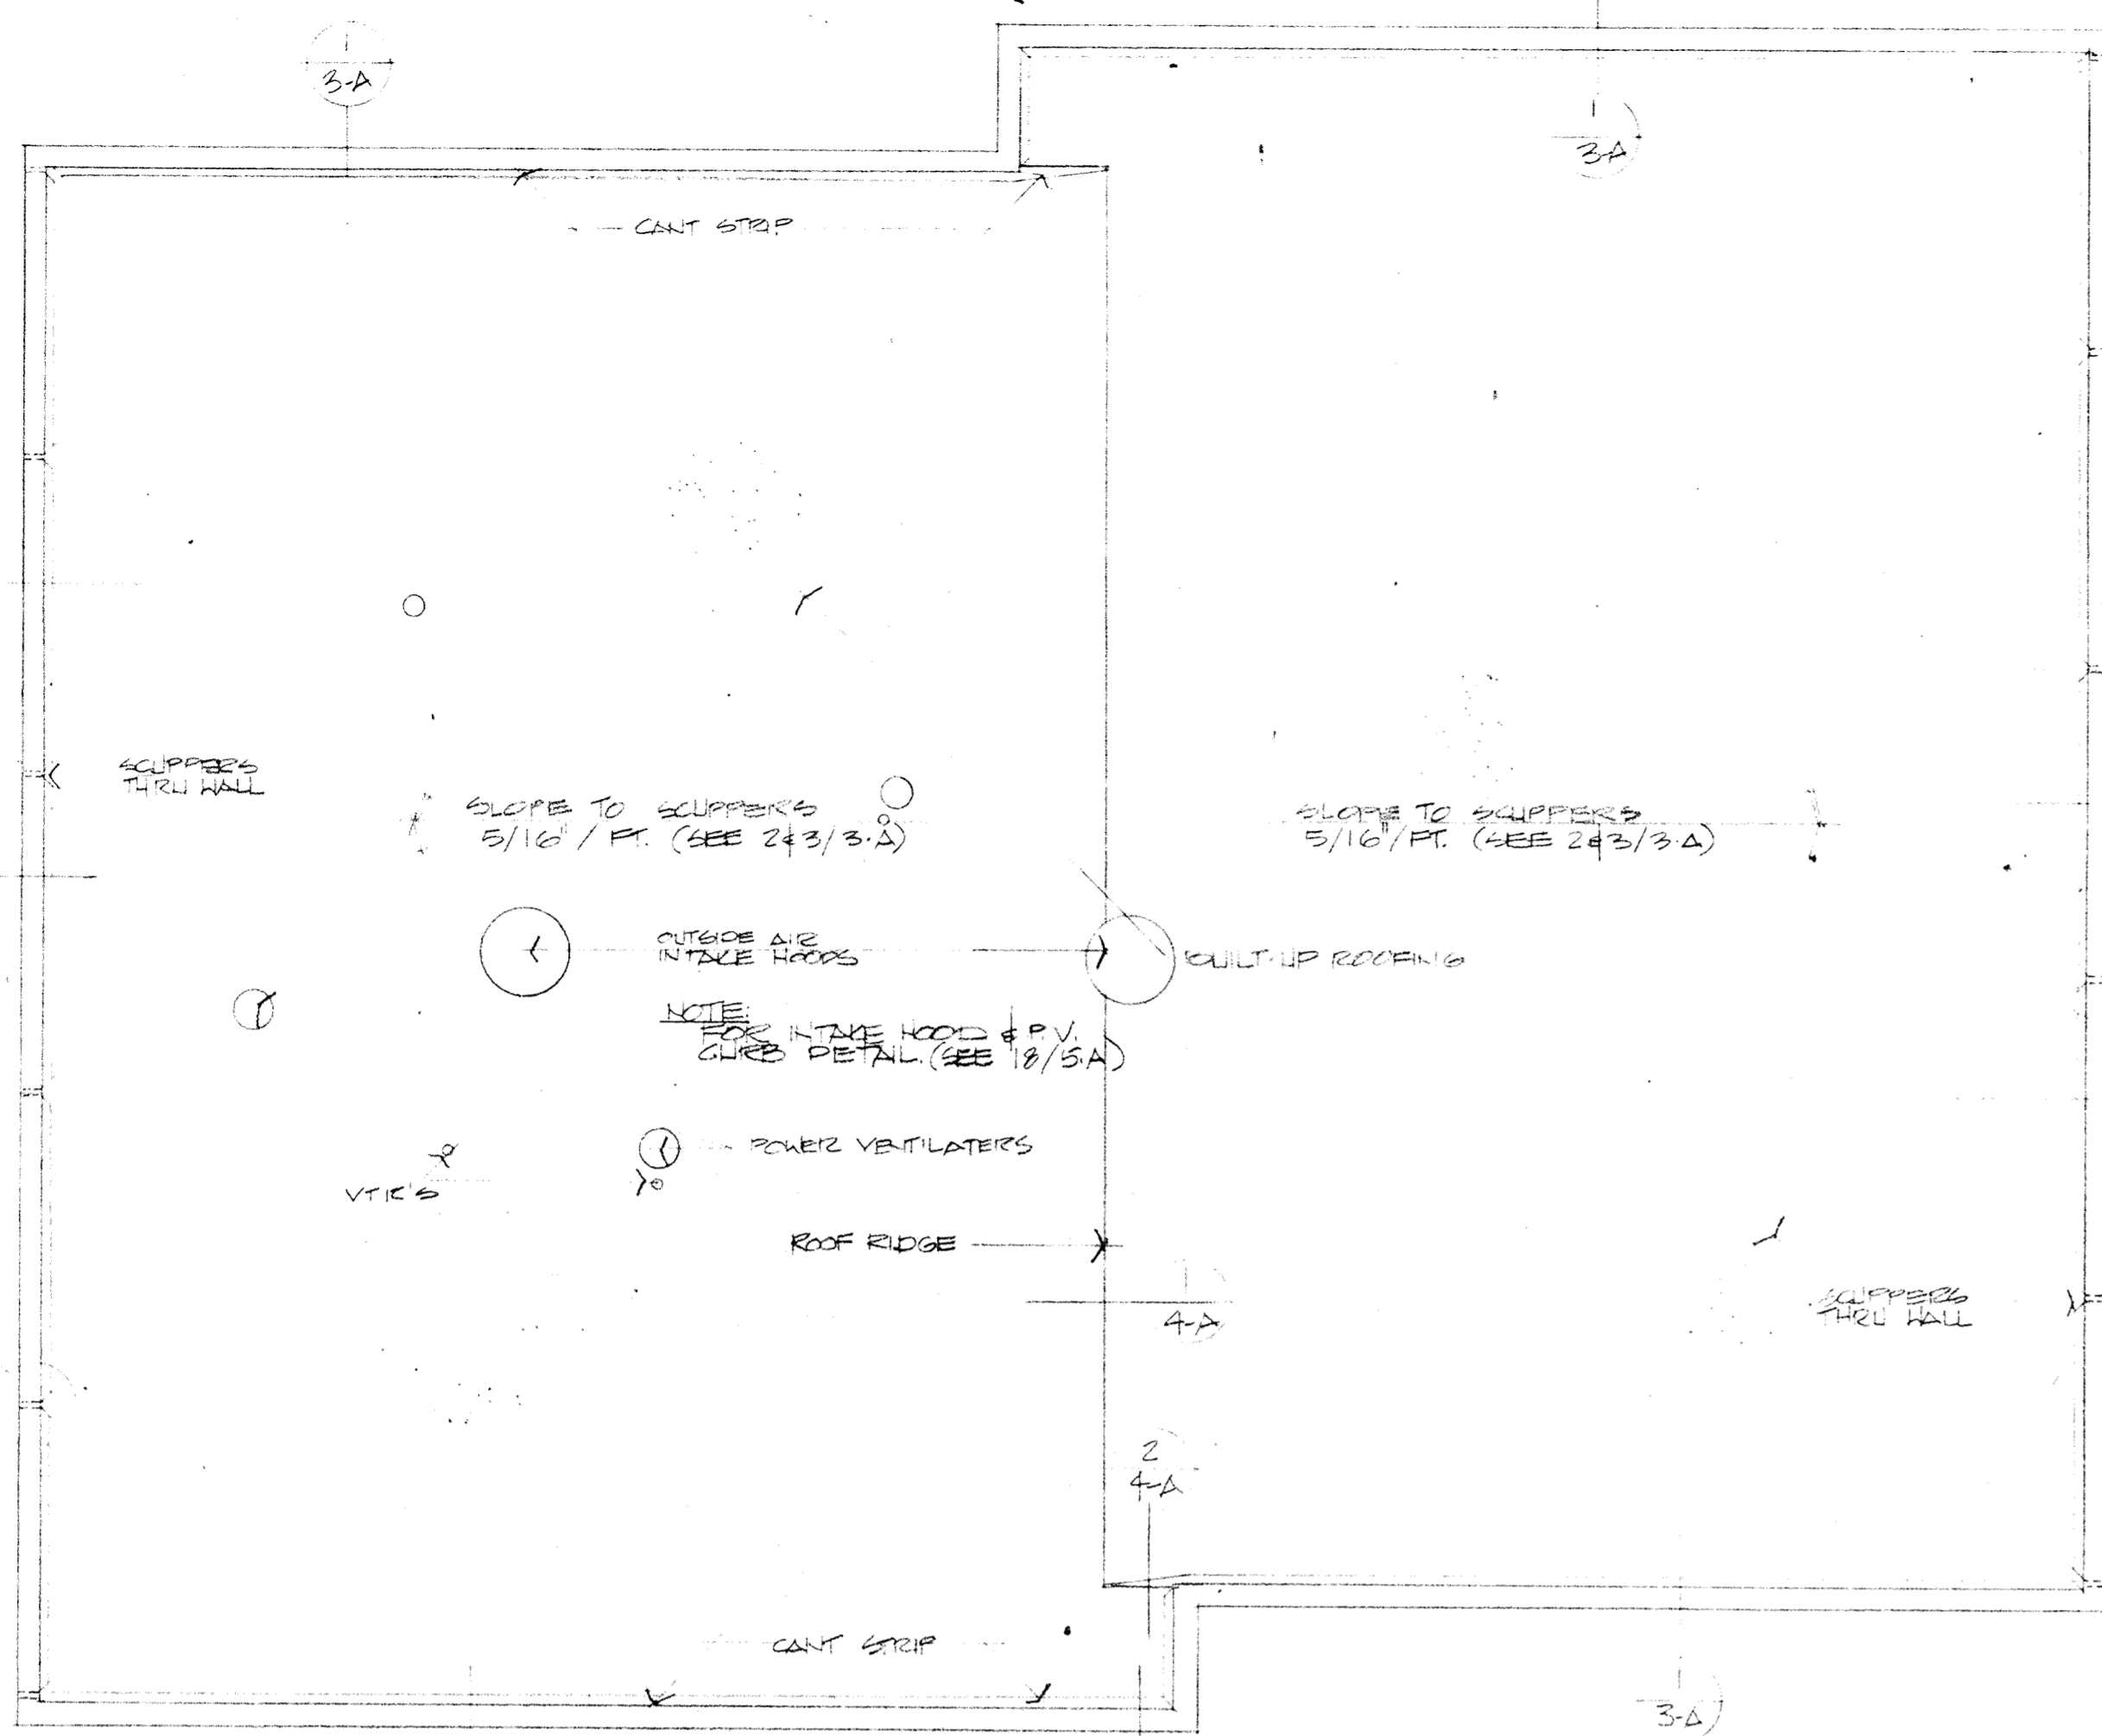 1
3-A
1
3-A
CANT STRIP
SCUPPERS
THRU WALL
SLOPE TO SCUPPERS
5/16" / FT. (SEE 2&3/3-A)
SLOPE TO SCUPPERS
5/16"/FT. (SEE 2&3/3-A)
OUTSIDE AIR
INTAKE HOODS
BUILT-UP ROOFING
NOTE:
FOR INTAKE HOOD & P.V.
CURB DETAIL. (SEE 18/5-A)
POWER VENTILATERS
VTR'S
ROOF RIDGE
1
4-A
SCUPPERS
THRU WALL
2
4-A
CANT STRIP
3-A